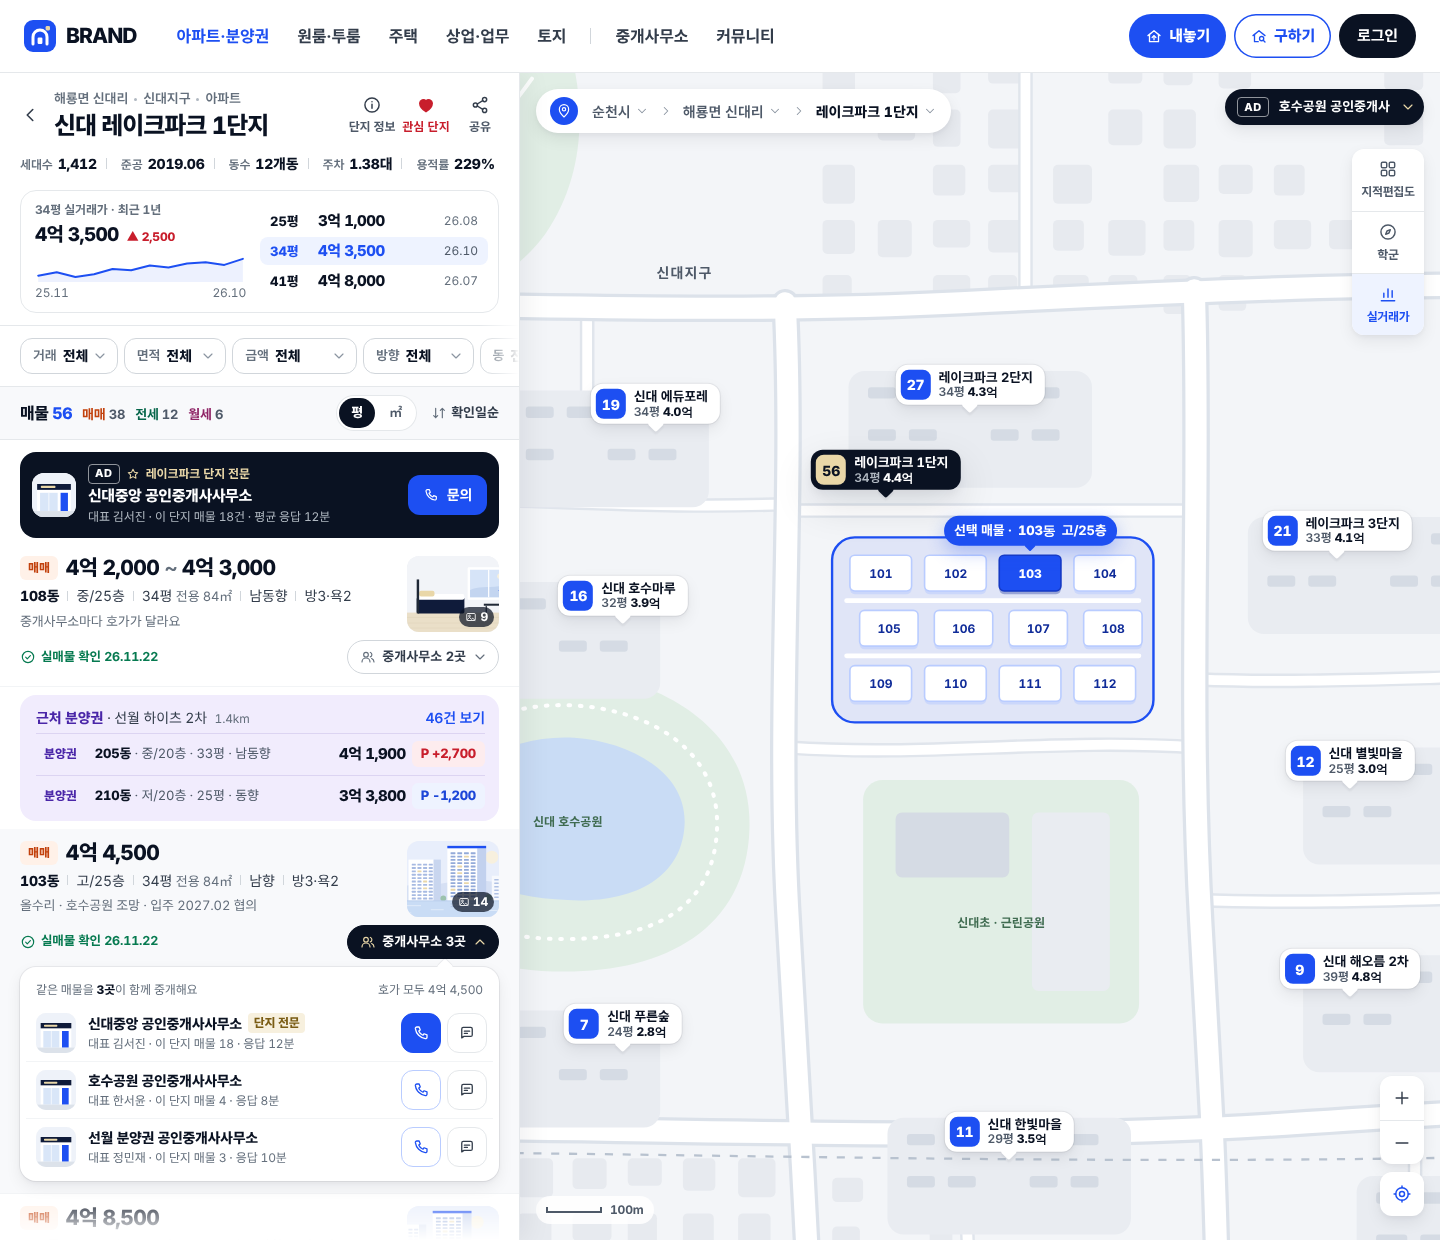 BRAND 아파트·분양권 원룸·투룸 주택 상업·업무 토지 중개사무소 커뮤니티 내놓기 구하기 로그인
해룡면 신대리 · 신대지구 · 아파트
신대 레이크파크 1단지
단지 정보 관심 단지 공유
세대수 1,412 준공 2019.06 동수 12개동 주차 1.38대 용적률 229%
34평 실거래가 · 최근 1년
4억 3,500 ▲ 2,500
25.11 26.10
25평 3억 1,000 26.08
34평 4억 3,500 26.10
41평 4억 8,000 26.07
거래 전체 면적 전체 금액 전체 방향 전체 동
매물 56 매매 38 전세 12 월세 6 평 ㎡ 확인일순
AD 레이크파크 단지 전문
신대중앙 공인중개사사무소
대표 김서진 · 이 단지 매물 18건 · 평균 응답 12분
문의
매매 4억 2,000 ~ 4억 3,000
108동 중/25층 34평 전용 84㎡ 남동향 방3·욕2
중개사무소마다 호가가 달라요
9
실매물 확인 26.11.22 중개사무소 2곳
근처 분양권 · 선월 하이츠 2차 1.4km 46건 보기
분양권 205동 · 중/20층 · 33평 · 남동향 4억 1,900 P +2,700
분양권 210동 · 저/20층 · 25평 · 동향 3억 3,800 P -1,200
매매 4억 4,500
103동 고/25층 34평 전용 84㎡ 남향 방3·욕2
올수리 · 호수공원 조망 · 입주 2027.02 협의
14
실매물 확인 26.11.22 중개사무소 3곳
같은 매물을 3곳이 함께 중개해요 호가 모두 4억 4,500
신대중앙 공인중개사사무소 단지 전문
대표 김서진 · 이 단지 매물 18 · 응답 12분
호수공원 공인중개사사무소
대표 한서윤 · 이 단지 매물 4 · 응답 8분
선월 분양권 공인중개사사무소
대표 정민재 · 이 단지 매물 3 · 응답 10분
매매 4억 8,500
순천시 해룡면 신대리 레이크파크 1단지
AD 호수공원 공인중개사
지적편집도
학군
실거래가
신대지구
19 신대 에듀포레
34평 4.0억
27 레이크파크 2단지
34평 4.3억
56 레이크파크 1단지
34평 4.4억
21 레이크파크 3단지
33평 4.1억
선택 매물 · 103동 고/25층
101 102 103 104
105 106 107 108
109 110 111 112
16 신대 호수마루
32평 3.9억
12 신대 별빛마을
25평 3.0억
신대 호수공원
신대초 · 근린공원
9 신대 해오름 2차
39평 4.8억
7 신대 푸른숲
24평 2.8억
11 신대 한빛마을
29평 3.5억
100m